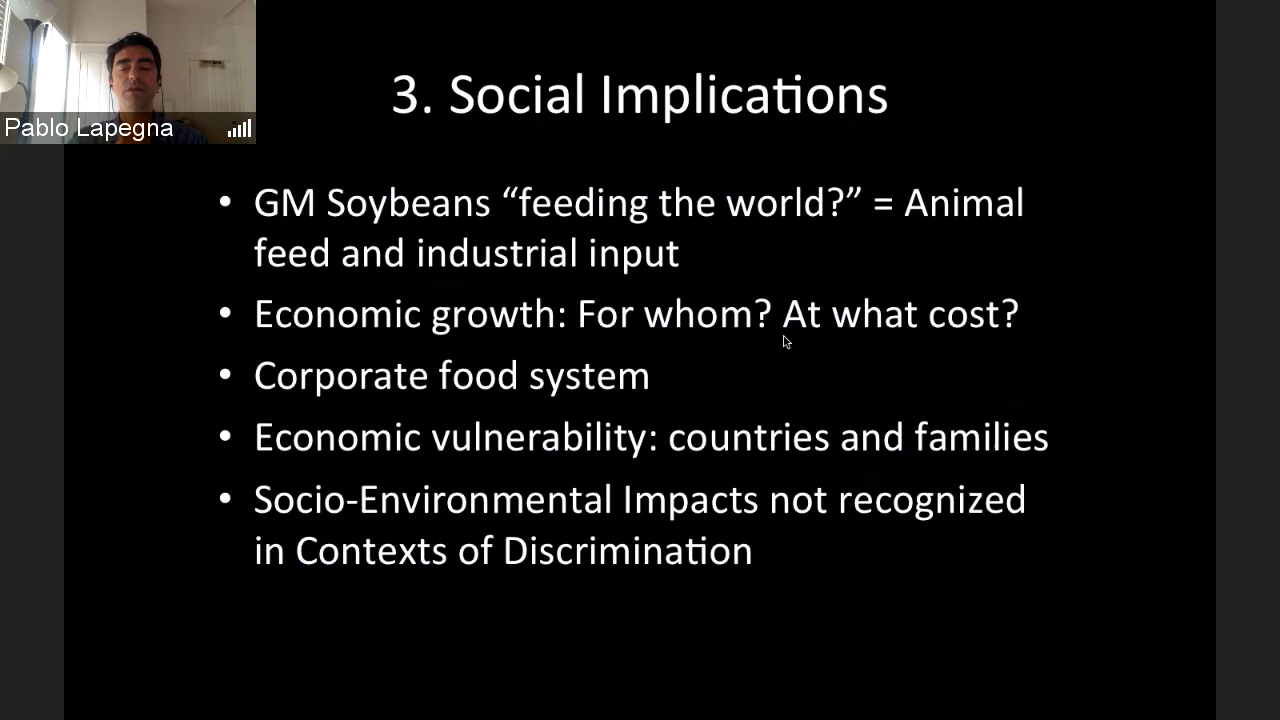 Pablo Lapegna
3. Social Implications
• GM Soybeans “feeding the world?” = Animal
feed and industrial input
• Economic growth: For whom? At what cost?
• Corporate food system
• Economic vulnerability: countries and families
• Socio-Environmental Impacts not recognized
in Contexts of Discrimination